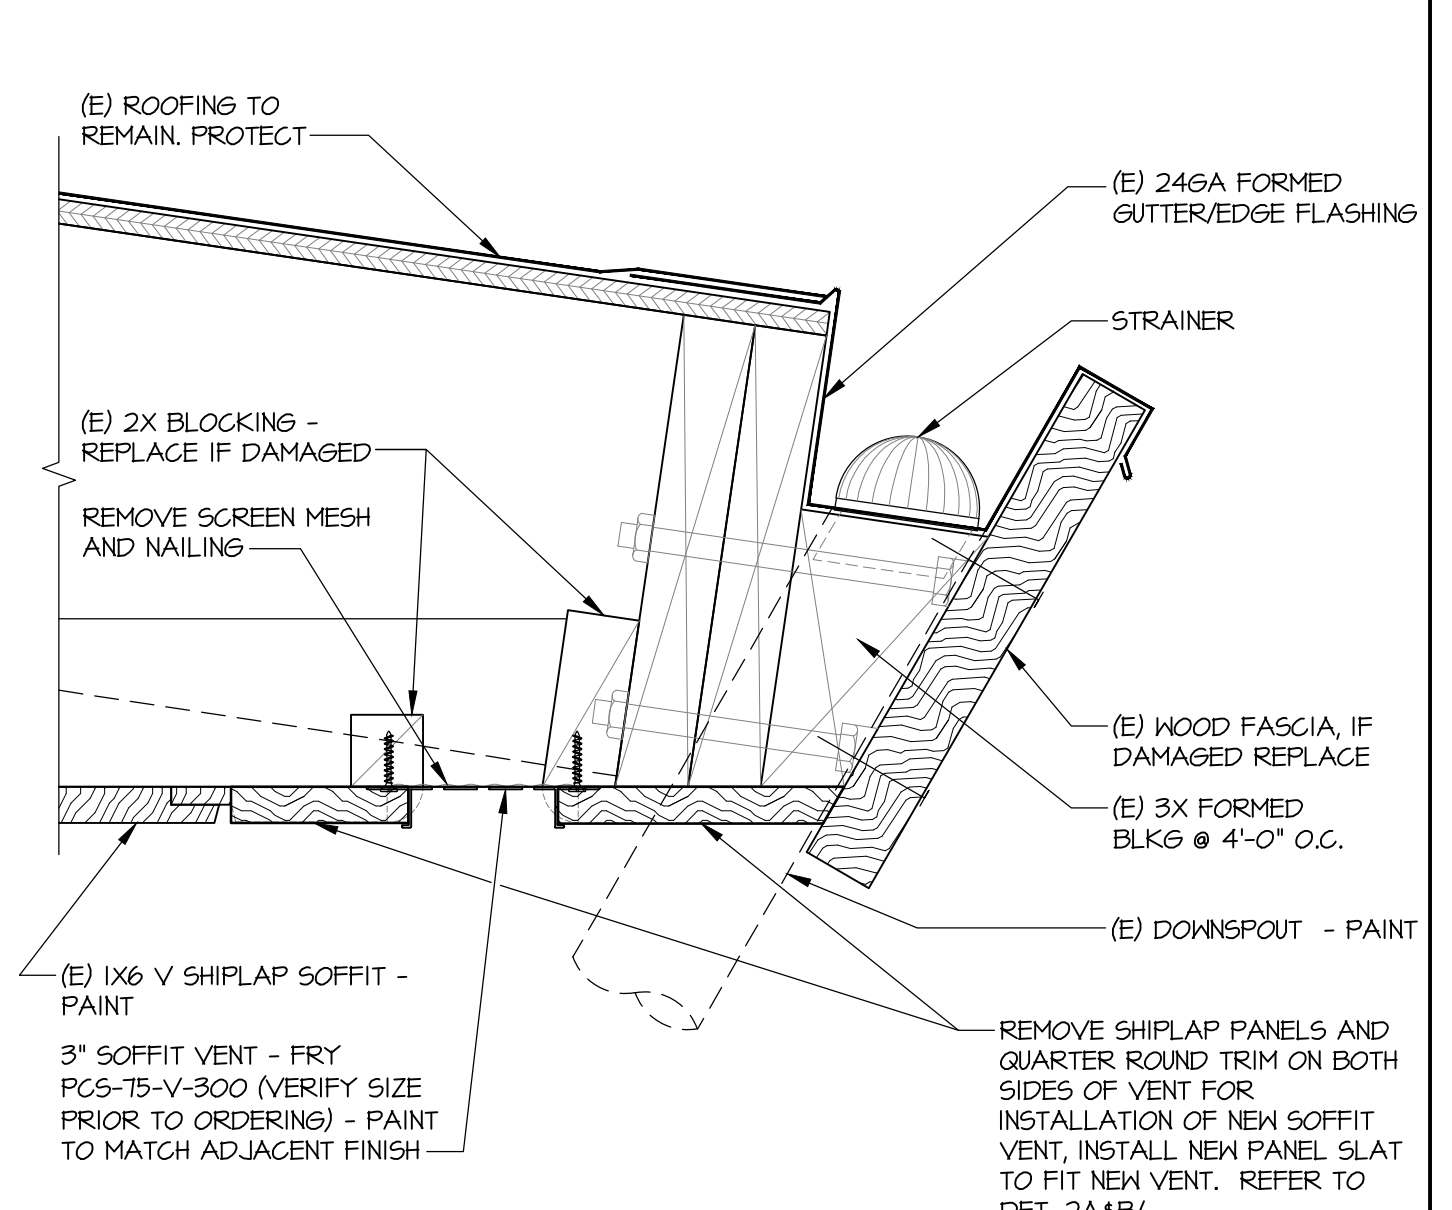 (E) ROOFING TO
REMAIN. PROTECT
(E) 24GA FORMED
GUTTER/EDGE FLASHING
STRAINER
(E) 2X BLOCKING -
REPLACE IF DAMAGED
REMOVE SCREEN MESH
AND NAILING
(E) WOOD FASCIA, IF
DAMAGED REPLACE
(E) 3X FORMED
BLKG @ 4'-0" O.C.
(E) DOWNSPOUT - PAINT
(E) 1X6 V SHIPLAP SOFFIT -
PAINT
3" SOFFIT VENT - FRY
PCS-75-V-300 (VERIFY SIZE
PRIOR TO ORDERING) - PAINT
TO MATCH ADJACENT FINISH
REMOVE SHIPLAP PANELS AND
QUARTER ROUND TRIM ON BOTH
SIDES OF VENT FOR
INSTALLATION OF NEW SOFFIT
VENT, INSTALL NEW PANEL SLAT
TO FIT NEW VENT. REFER TO